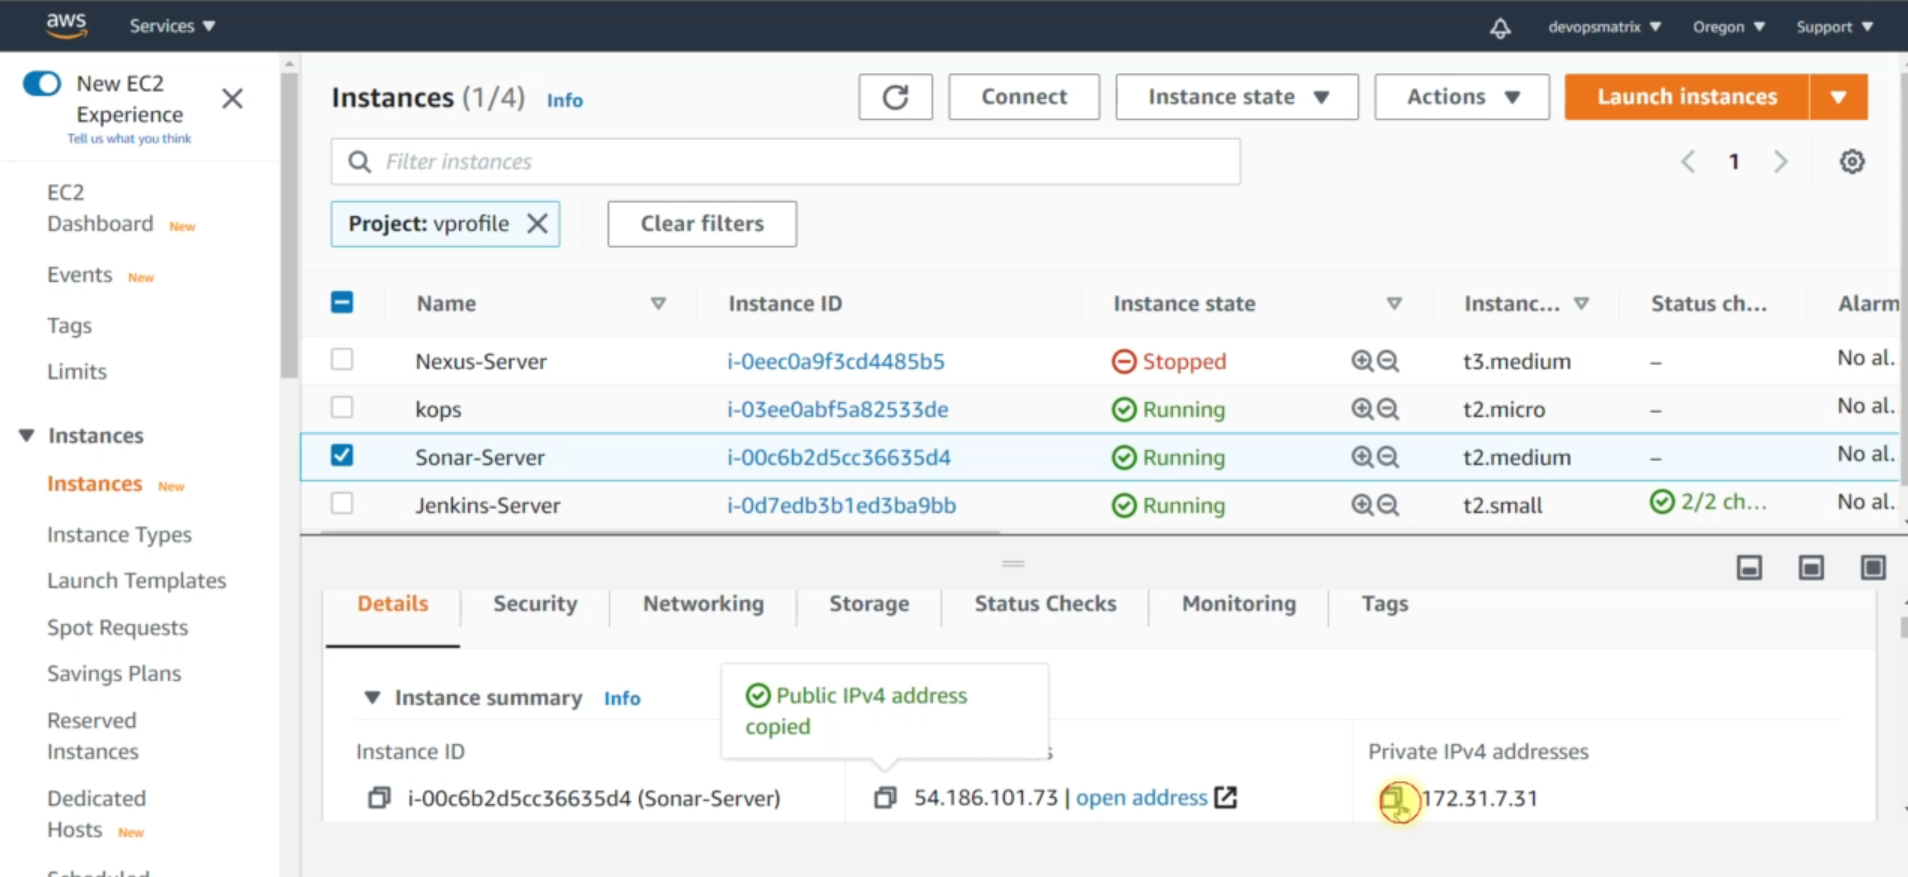 aws Services devopsmatrix Oregon Support
New EC2 Experience
Tell us what you think
EC2 Dashboard New
Events New
Tags
Limits
Instances
Instances New
Instance Types
Launch Templates
Spot Requests
Savings Plans
Reserved Instances
Dedicated Hosts New
Instances (1/4) Info Connect Instance state Actions Launch instances
Filter instances 1
Project: vprofile Clear filters
Name Instance ID Instance state Instanc... Status ch... Alarm
Nexus-Server i-0eec0a9f3cd4485b5 Stopped t3.medium – No al.
kops i-03ee0abf5a82533de Running t2.micro – No al.
Sonar-Server i-00c6b2d5cc36635d4 Running t2.medium – No al.
Jenkins-Server i-0d7edb3b1ed3ba9bb Running t2.small 2/2 ch... No al.
Details Security Networking Storage Status Checks Monitoring Tags
Instance summary Info
Public IPv4 address
copied
Instance ID Private IPv4 addresses
i-00c6b2d5cc36635d4 (Sonar-Server) 54.186.101.73 | open address 172.31.7.31